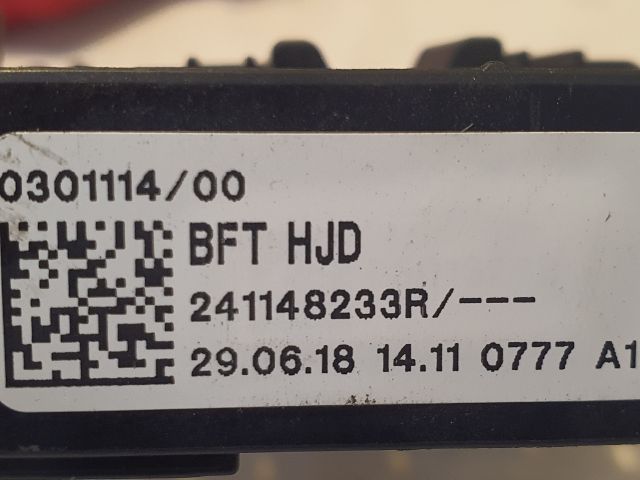 0301114/00
BFT HJD
241148233R/---
29.06.18 14.11 0777 A1